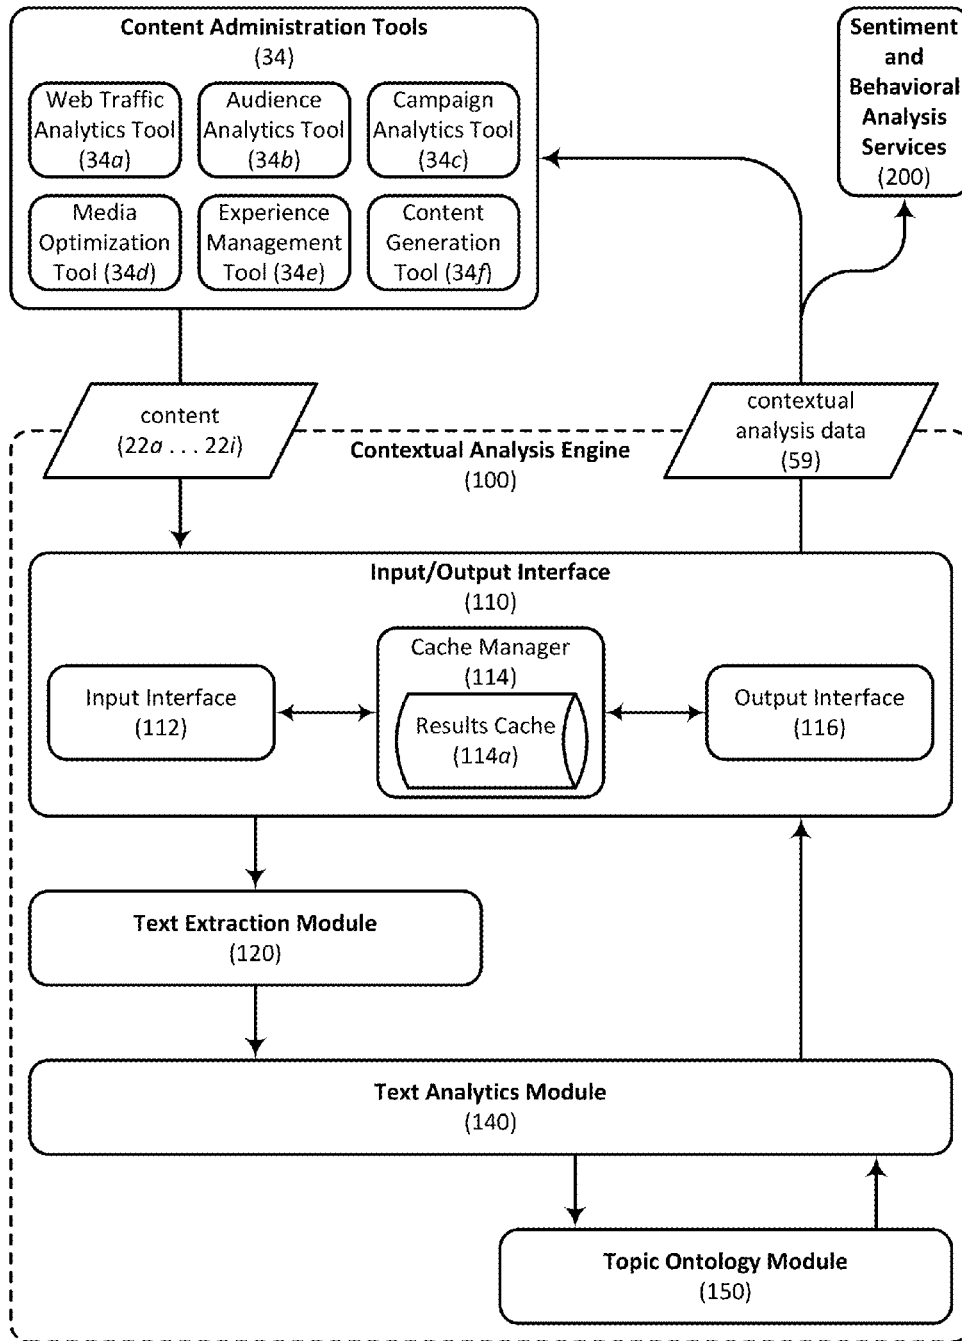 Content Administration Tools
(34)
Web Traffic
Analytics Tool
(34a)
Audience
Analytics Tool
(34b)
Campaign
Analytics Tool
(34c)
Media
Optimization
Tool (34d)
Experience
Management
Tool (34e)
Content
Generation
Tool (34f)
Sentiment
and
Behavioral
Analysis
Services
(200)
content
(22a . . . 22i)
contextual
analysis data
(59)
Contextual Analysis Engine
(100)
Input/Output Interface
(110)
Input Interface
(112)
Cache Manager
(114)
Results Cache
(114a)
Output Interface
(116)
Text Extraction Module
(120)
Text Analytics Module
(140)
Topic Ontology Module
(150)